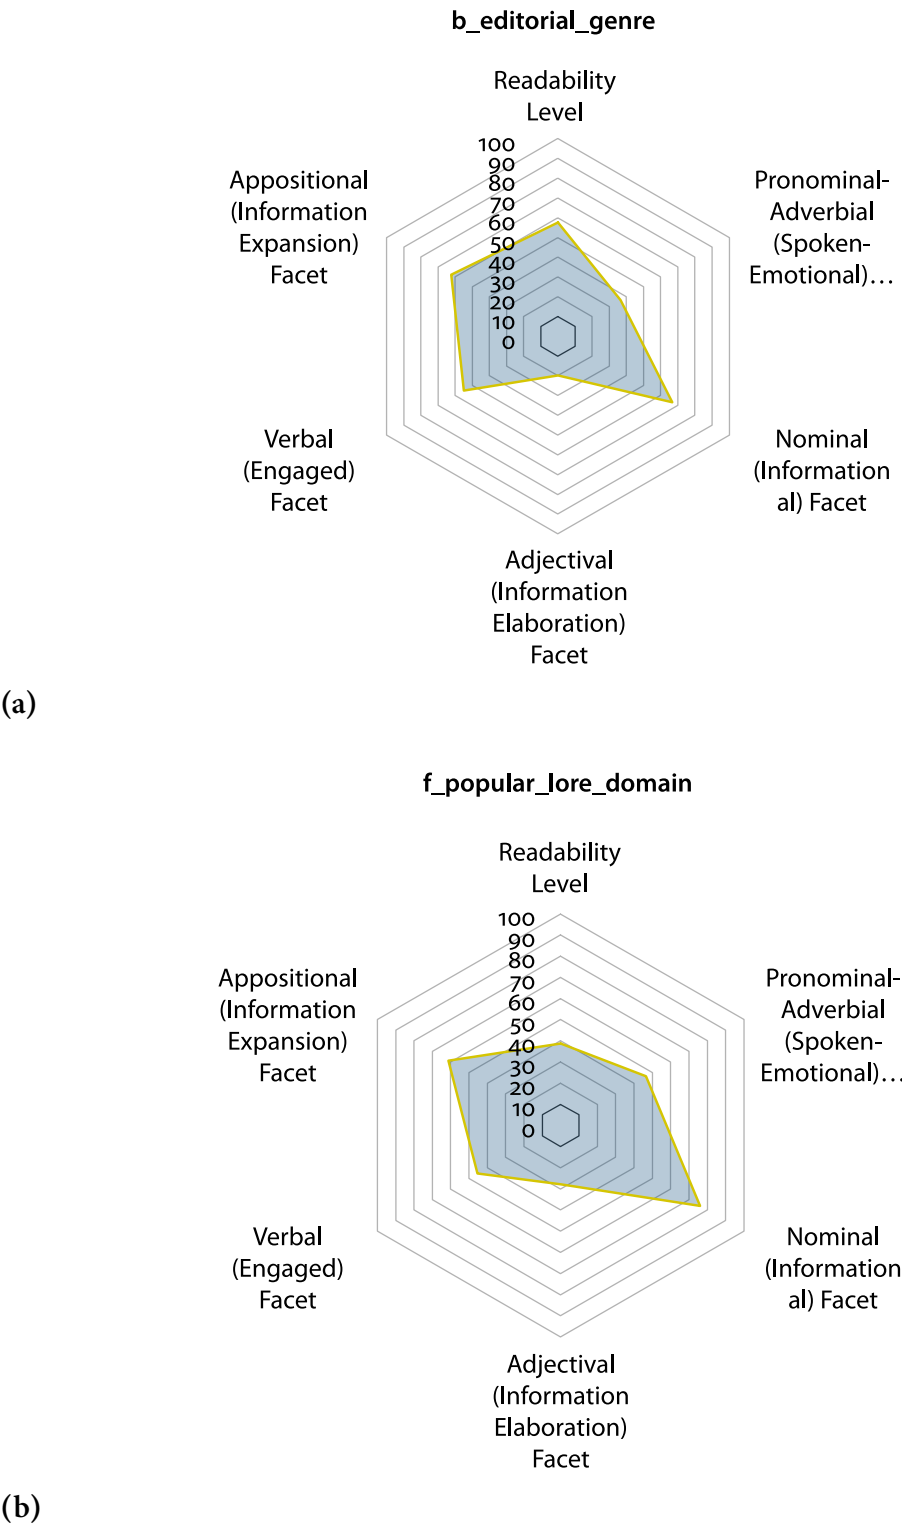 b_editorial_genre
Readability
Level
100
90
80
70
60
50
40
30
20
10
0
Appositional
(Information
Expansion)
Facet
Pronominal-
Adverbial
(Spoken-
Emotional)…
Verbal
(Engaged)
Facet
Nominal
(Information
al) Facet
Adjectival
(Information
Elaboration)
Facet
(a)
f_popular_lore_domain
Readability
Level
100
90
80
70
60
50
40
30
20
10
0
Appositional
(Information
Expansion)
Facet
Pronominal-
Adverbial
(Spoken-
Emotional)…
Verbal
(Engaged)
Facet
Nominal
(Information
al) Facet
Adjectival
(Information
Elaboration)
Facet
(b)